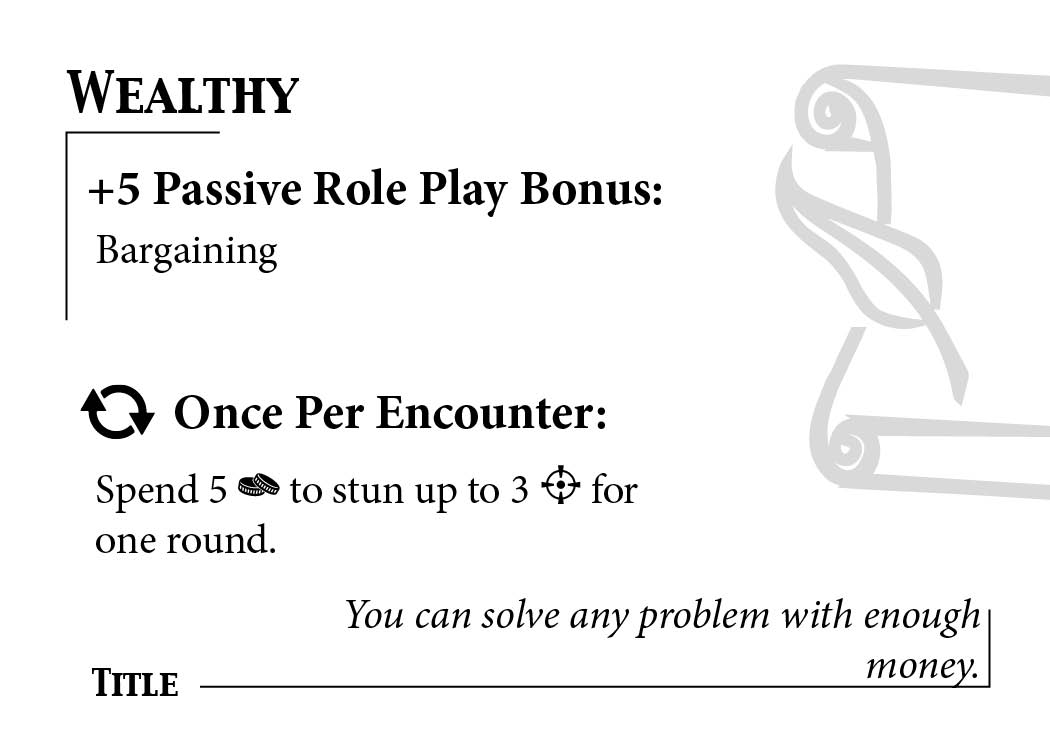 Wealthy
+5 Passive Role Play Bonus:
Bargaining
Once Per Encounter:
Spend 5 to stun up to 3 for
one round.
You can solve any problem with enough
money.
Title